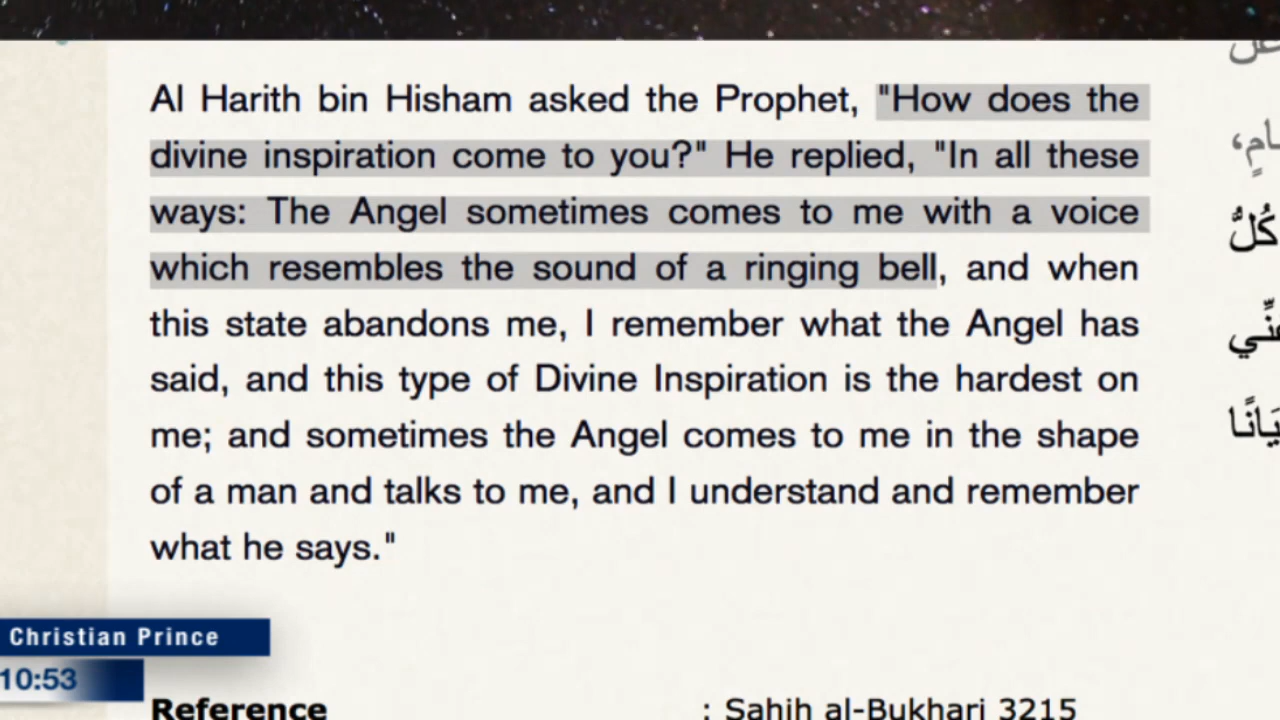 Al Harith bin Hisham asked the Prophet, "How does the
divine inspiration come to you?" He replied, "In all these
ways: The Angel sometimes comes to me with a voice
which resembles the sound of a ringing bell, and when
this state abandons me, I remember what the Angel has
said, and this type of Divine Inspiration is the hardest on
me; and sometimes the Angel comes to me in the shape
of a man and talks to me, and I understand and remember
what he says."
كُلُّ
Christian Prince
10:53
Reference : Sahih al-Bukhari 3215